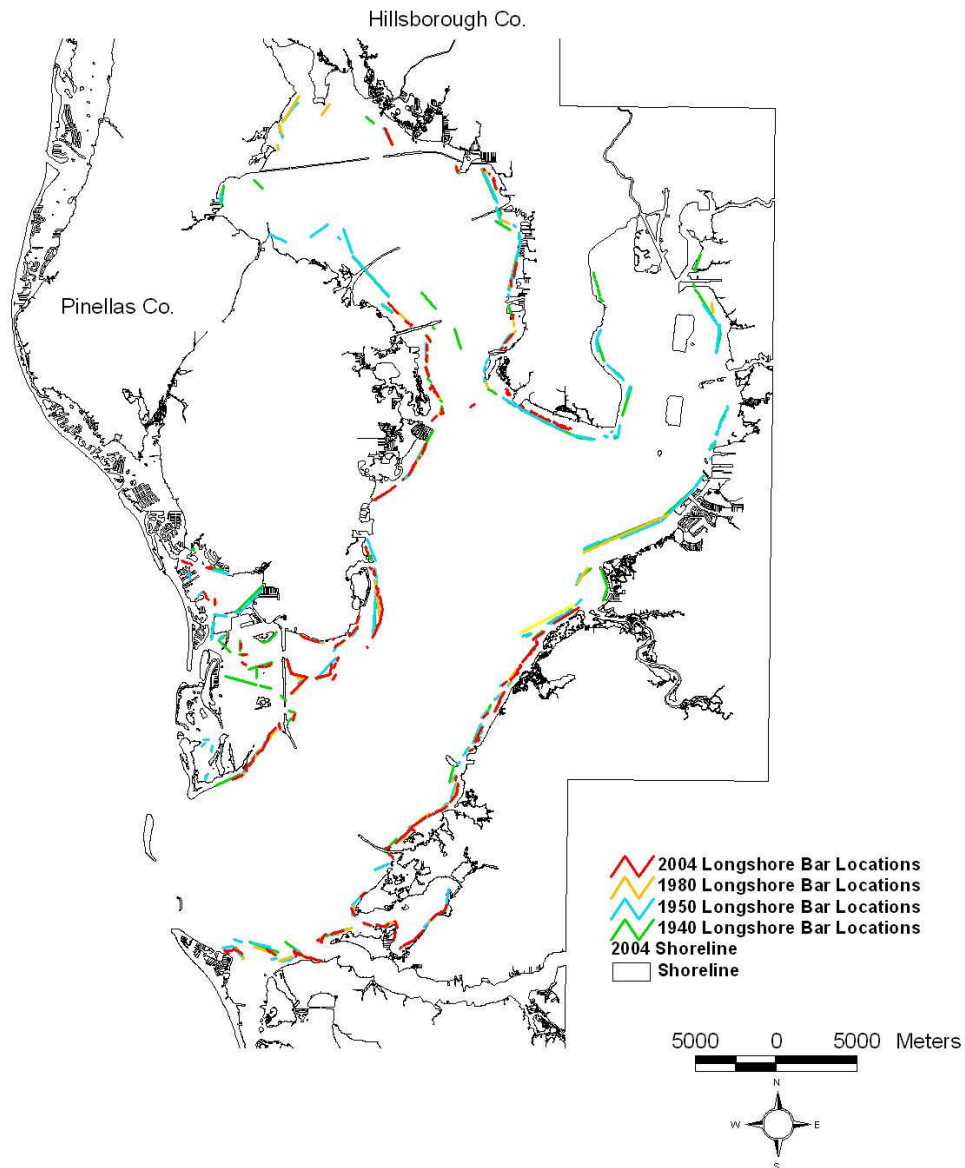 Hillsborough Co.
Pinellas Co.
2004 Longshore Bar Locations
1980 Longshore Bar Locations
1950 Longshore Bar Locations
1940 Longshore Bar Locations
2004 Shoreline
Shoreline
5000 0 5000 Meters
N
W E
S